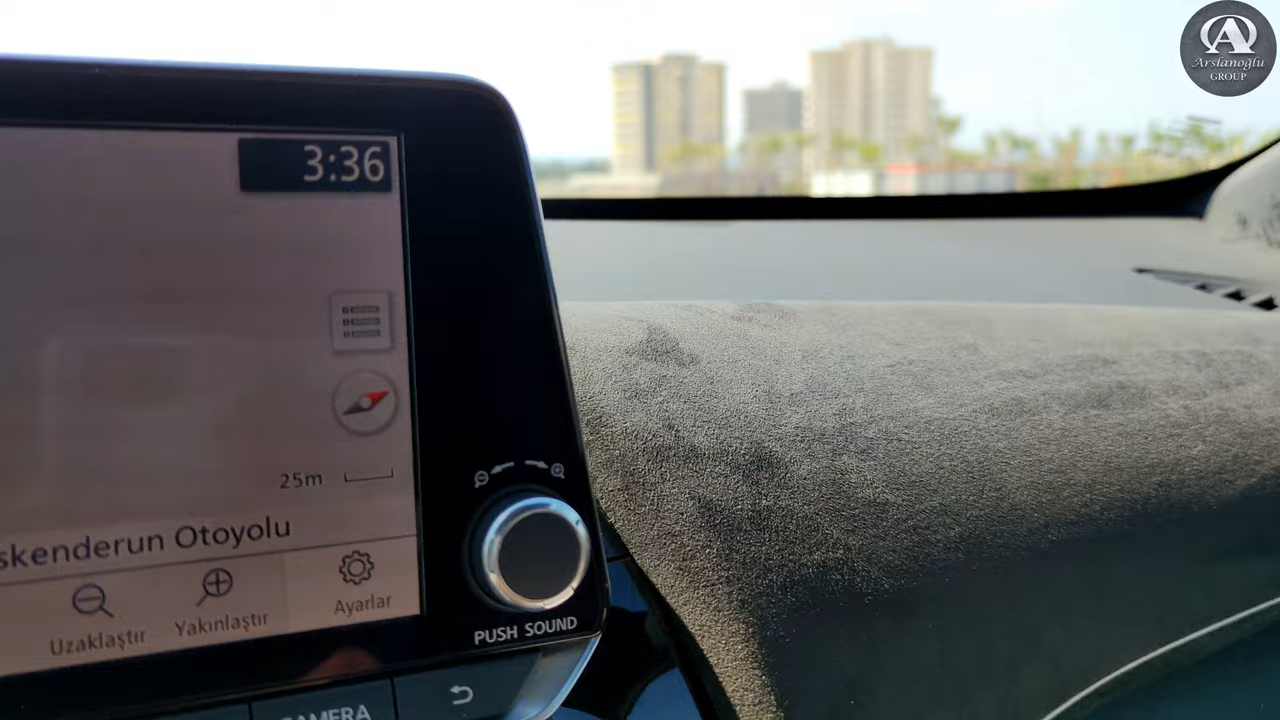 Arslanoğlu
GROUP
3:36
25m
skenderun Otoyolu
Uzaklaştır
Yakınlaştır
Ayarlar
PUSH SOUND
CAMERA